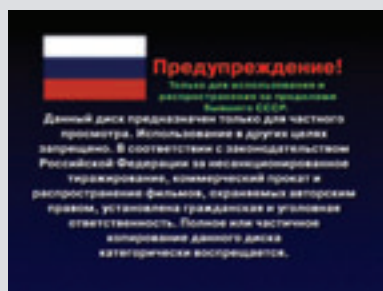 Предупреждение!
Только для использования и
распространения за пределами
бывшего СССР.
Данный диск предназначен только для частного
просмотра. Использование в других целях
запрещено. В соответствии с законодательством
Российской Федерации за несанкционированное
тиражирование, коммерческий прокат и
распространение фильмов, охраняемых авторским
правом, установлена гражданская и уголовная
ответственность. Полное или частичное
копирование данного диска
категорически воспрещается.